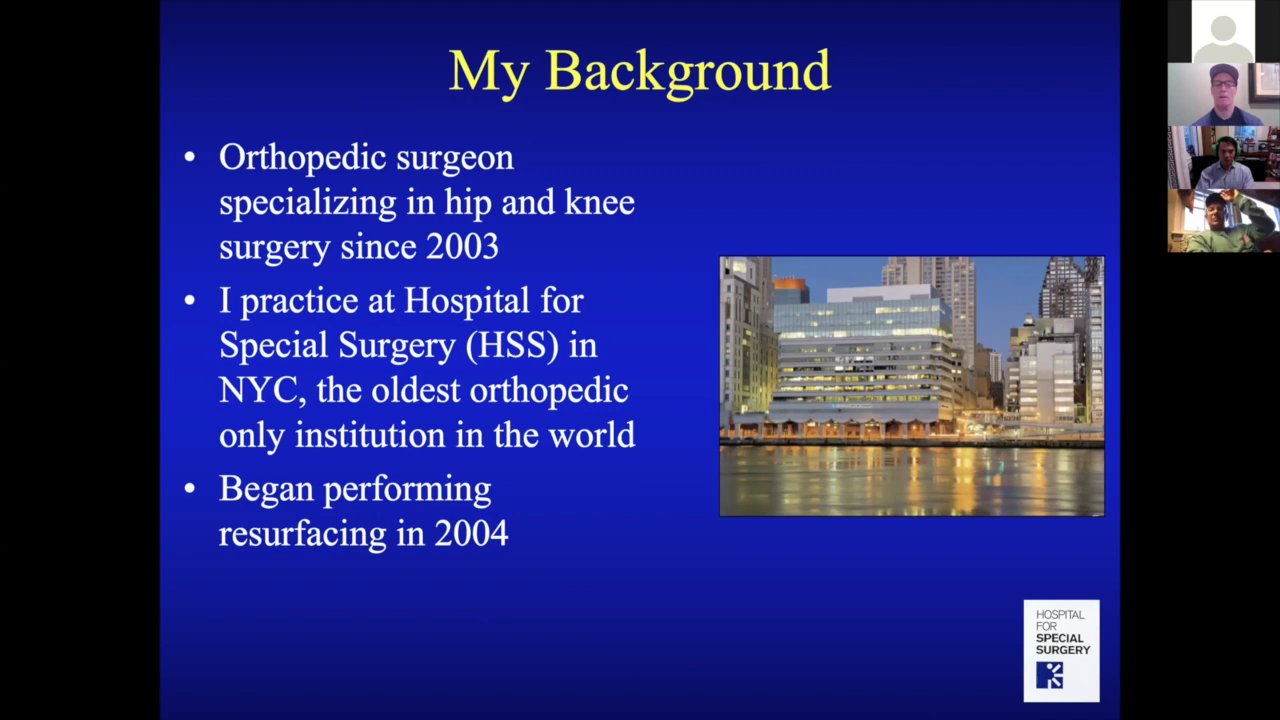 My Background
• Orthopedic surgeon
specializing in hip and knee
surgery since 2003
• I practice at Hospital for
Special Surgery (HSS) in
NYC, the oldest orthopedic
only institution in the world
• Began performing
resurfacing in 2004
HOSPITAL
FOR
SPECIAL
SURGERY